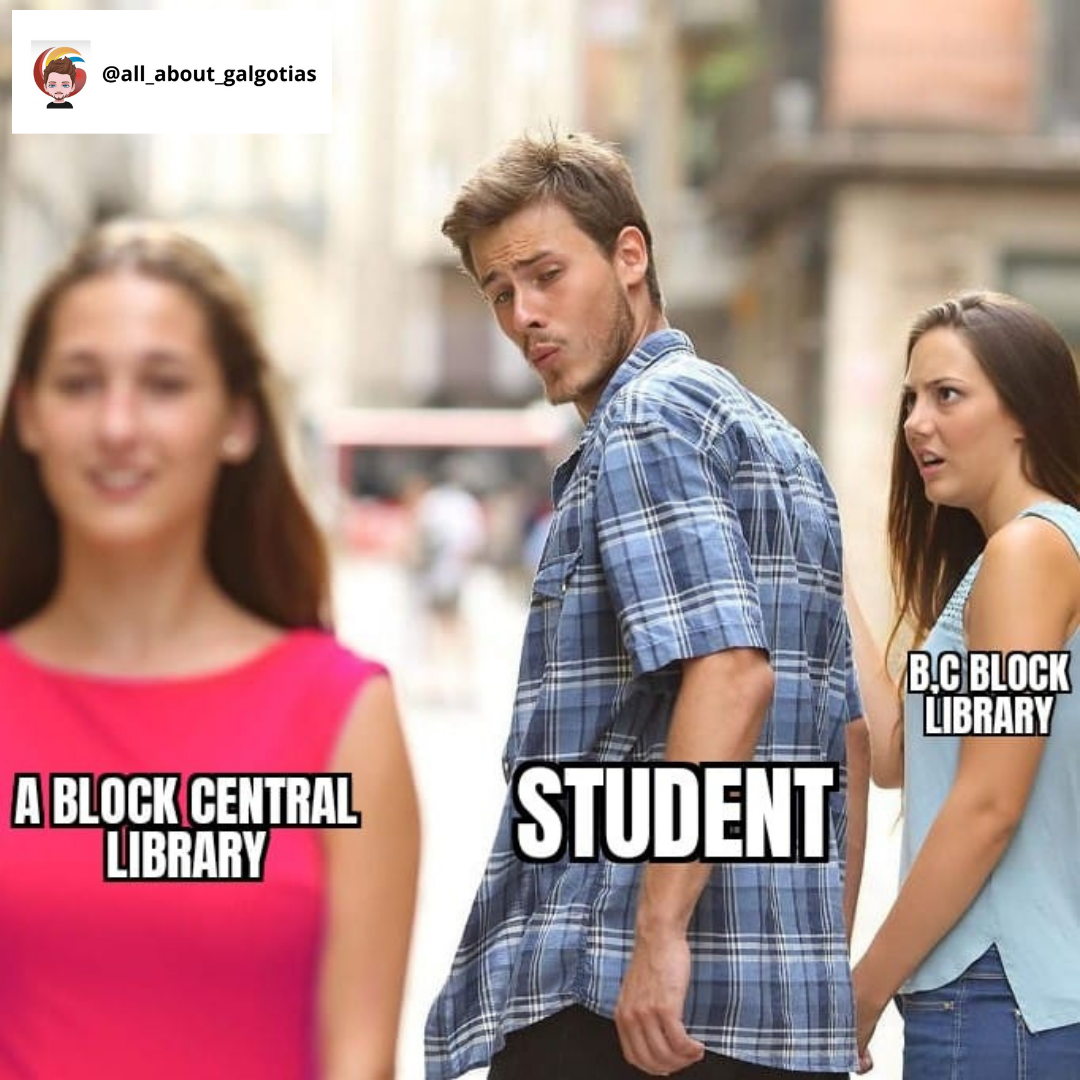 @all_about_galgotias
A BLOCK CENTRAL
LIBRARY
STUDENT
B,C BLOCK
LIBRARY